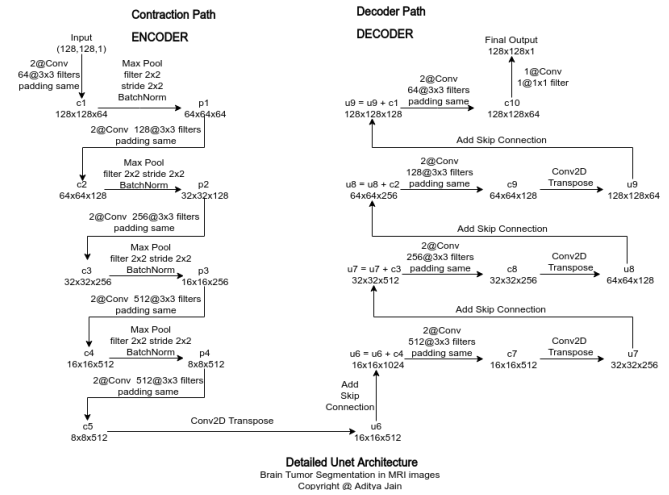 Contraction Path
ENCODER
Input
(128,128,1)
2@Conv
64@3x3 filters
padding same
Max Pool
filter 2x2
stride 2x2
BatchNorm
c1
128x128x64
p1
64x64x64
2@Conv 128@3x3 filters
padding same
Max Pool
filter 2x2 stride 2x2
BatchNorm
c2
64x64x128
p2
32x32x128
2@Conv 256@3x3 filters
padding same
Max Pool
filter 2x2 stride 2x2
BatchNorm
c3
32x32x256
p3
16x16x256
2@Conv 512@3x3 filters
padding same
Max Pool
filter 2x2 stride 2x2
BatchNorm
c4
16x16x512
p4
8x8x512
2@Conv 512@3x3 filters
padding same
c5
8x8x512
Conv2D Transpose
Decoder Path
DECODER
Final Output
128x128x1
1@Conv
1@1x1 filter
2@Conv
64@3x3 filters
padding same
u9 = u9 + c1
128x128x128
c10
128x128x64
Add Skip Connection
2@Conv
128@3x3 filters
padding same
u8 = u8 + c2
64x64x256
c9
64x64x128
Conv2D
Transpose
u9
128x128x64
Add Skip Connection
2@Conv
256@3x3 filters
padding same
u7 = u7 + c3
32x32x512
c8
32x32x256
Conv2D
Transpose
u8
64x64x128
Add Skip Connection
2@Conv
512@3x3 filters
padding same
u6 = u6 + c4
16x16x1024
c7
16x16x512
Conv2D
Transpose
u7
32x32x256
Add
Skip
Connection
u6
16x16x512
Detailed Unet Architecture
Brain Tumor Segmentation in MRI images
Copyright @ Aditya Jain